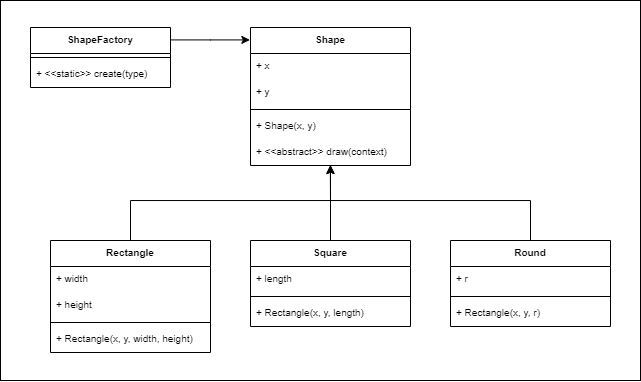 ShapeFactory
+ <<static>> create(type)
Shape
+ x
+ y
+ Shape(x, y)
+ <<abstract>> draw(context)
Rectangle
+ width
+ height
+ Rectangle(x, y, width, height)
Square
+ length
+ Rectangle(x, y, length)
Round
+ r
+ Rectangle(x, y, r)